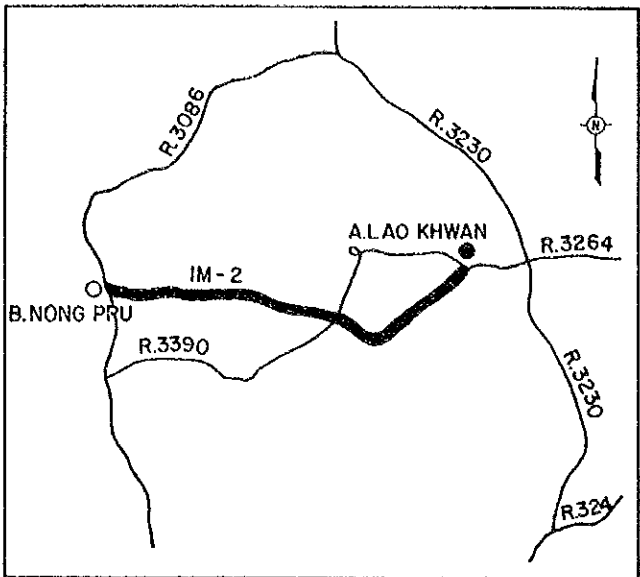 R.3086
R.3230
N
A.LAO KHWAN
R.3264
IM-2
B.NONG PRU
R.3390
R.3230
R.324